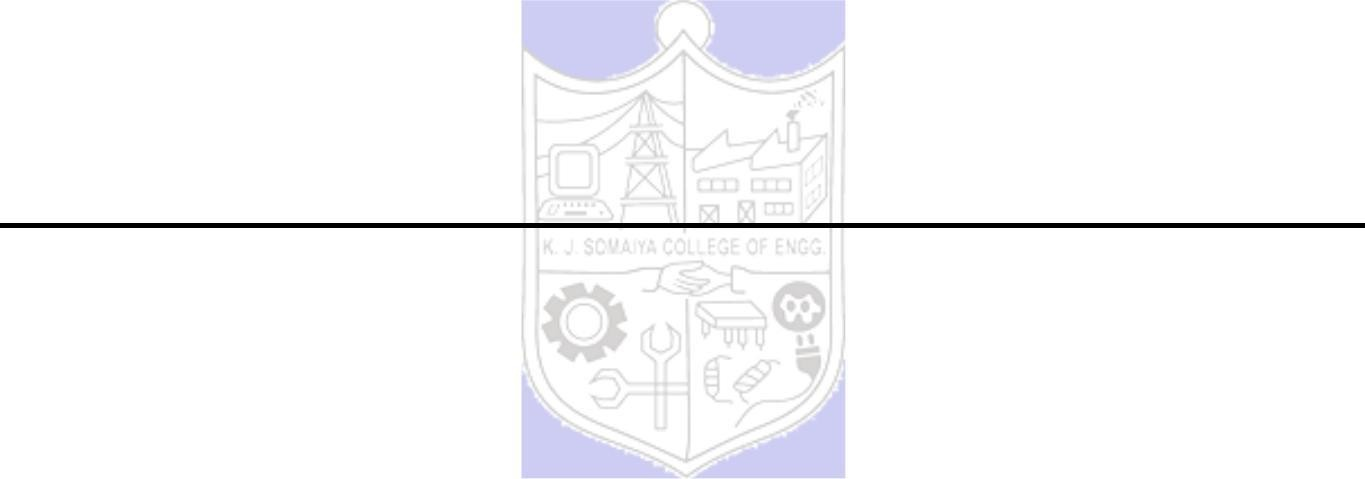 K. J. SOMAIYA COLLEGE OF ENGG.